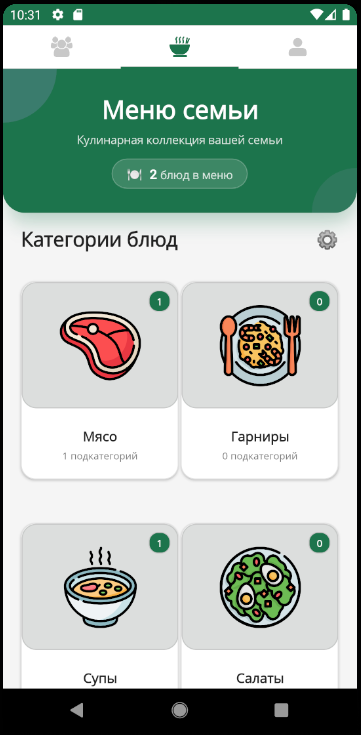 10:31
Меню семьи
Кулинарная коллекция вашей семьи
2 блюд в меню
Категории блюд
1
0
Мясо
Гарниры
1 подкатегорий
0 подкатегорий
1
0
Супы
Салаты